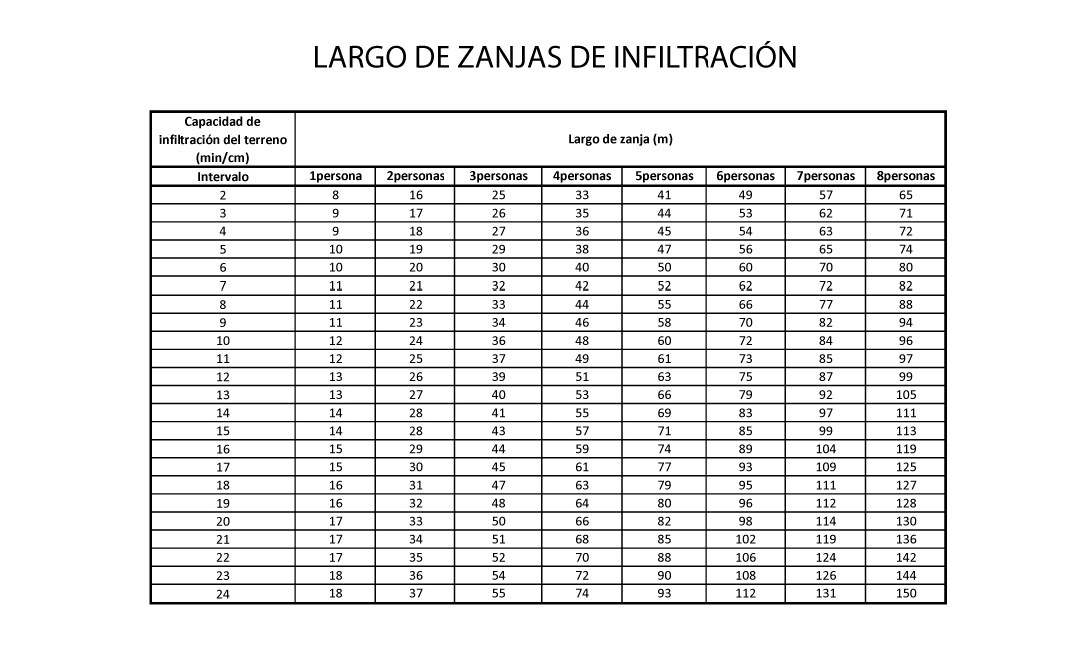 LARGO DE ZANJAS DE INFILTRACIÓN
Capacidad de
infiltración del terreno
(min/cm)
Largo de zanja (m)
Intervalo 1persona 2personas 3personas 4personas 5personas 6personas 7personas 8personas
2 8 16 25 33 41 49 57 65
3 9 17 26 35 44 53 62 71
4 9 18 27 36 45 54 63 72
5 10 19 29 38 47 56 65 74
6 10 20 30 40 50 60 70 80
7 11 21 32 42 52 62 72 82
8 11 22 33 44 55 66 77 88
9 11 23 34 46 58 70 82 94
10 12 24 36 48 60 72 84 96
11 12 25 37 49 61 73 85 97
12 13 26 39 51 63 75 87 99
13 13 27 40 53 66 79 92 105
14 14 28 41 55 69 83 97 111
15 14 28 43 57 71 85 99 113
16 15 29 44 59 74 89 104 119
17 15 30 45 61 77 93 109 125
18 16 31 47 63 79 95 111 127
19 16 32 48 64 80 96 112 128
20 17 33 50 66 82 98 114 130
21 17 34 51 68 85 102 119 136
22 17 35 52 70 88 106 124 142
23 18 36 54 72 90 108 126 144
24 18 37 55 74 93 112 131 150